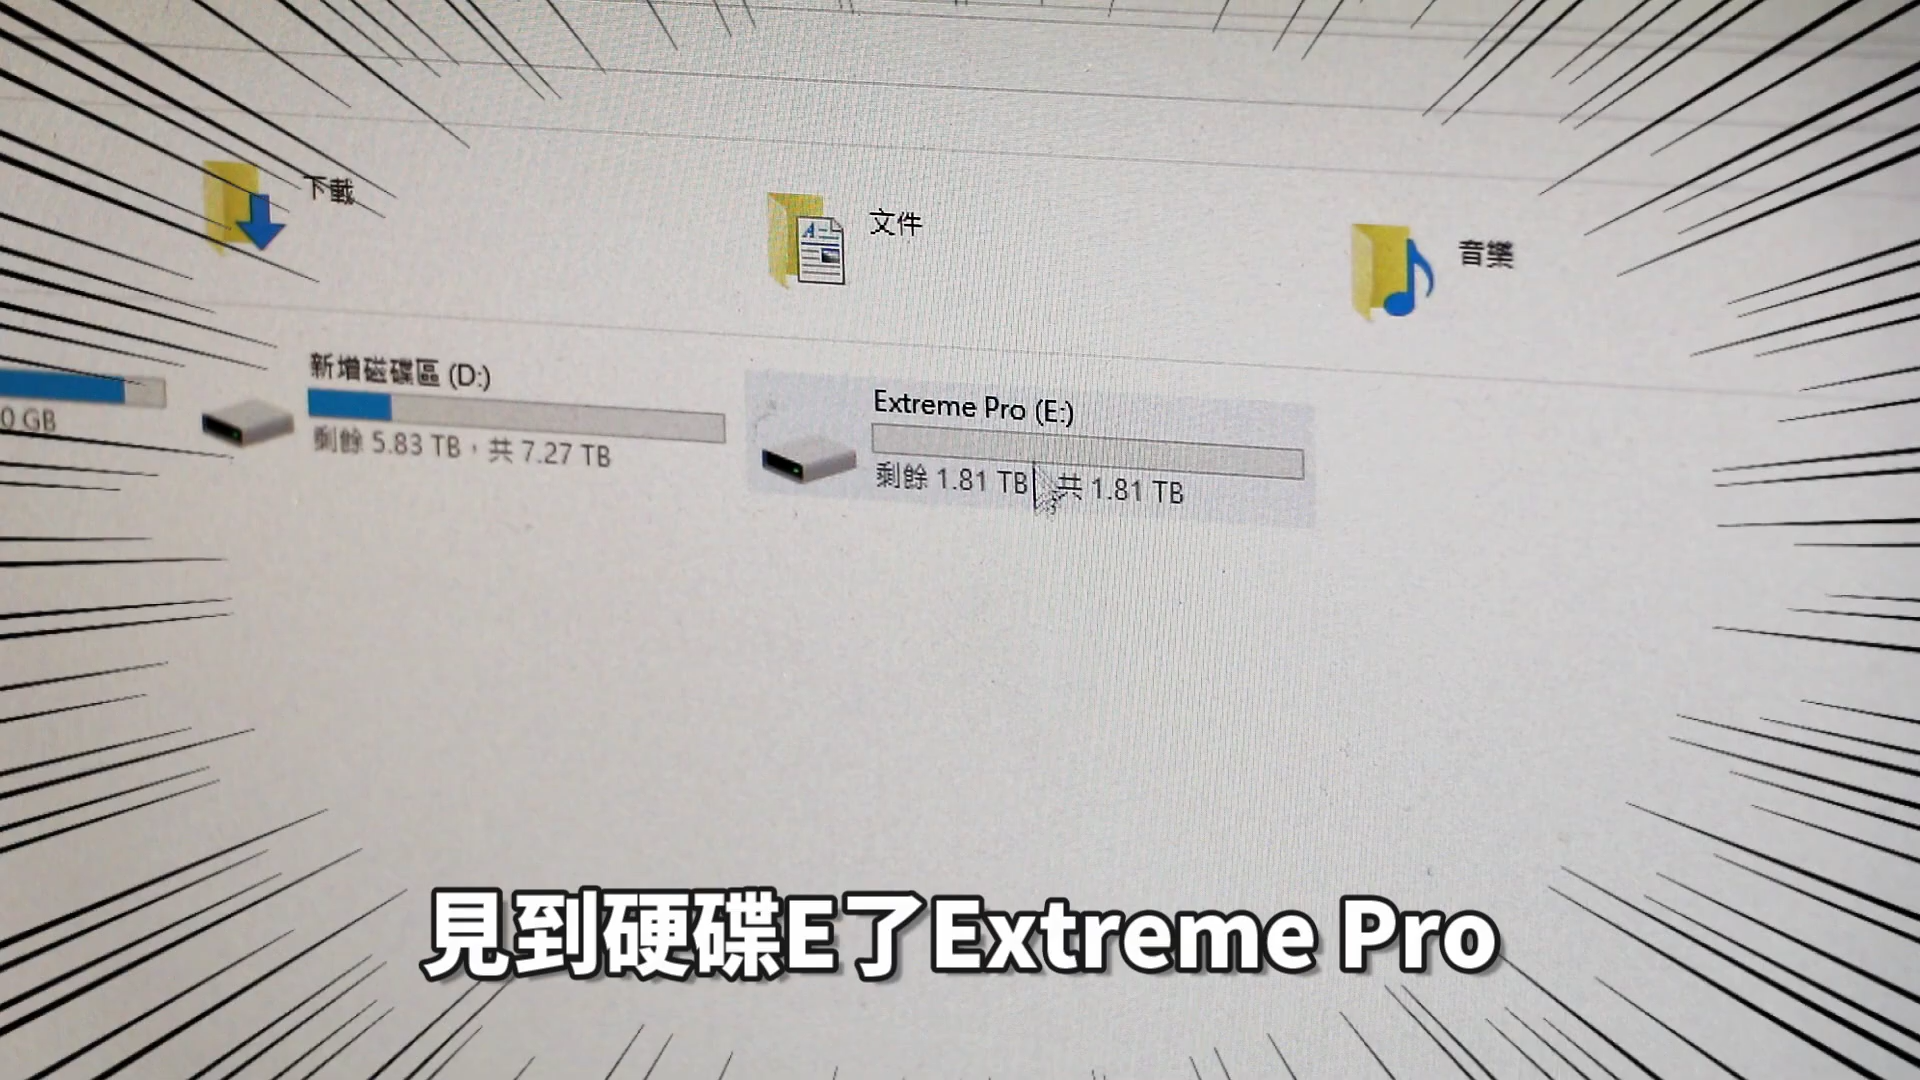 下載
文件
音樂
0 GB
新增磁碟區 (D:)
剩餘 5.83 TB，共 7.27 TB
Extreme Pro (E:)
剩餘 1.81 TB 共 1.81 TB
見到硬碟E了Extreme Pro